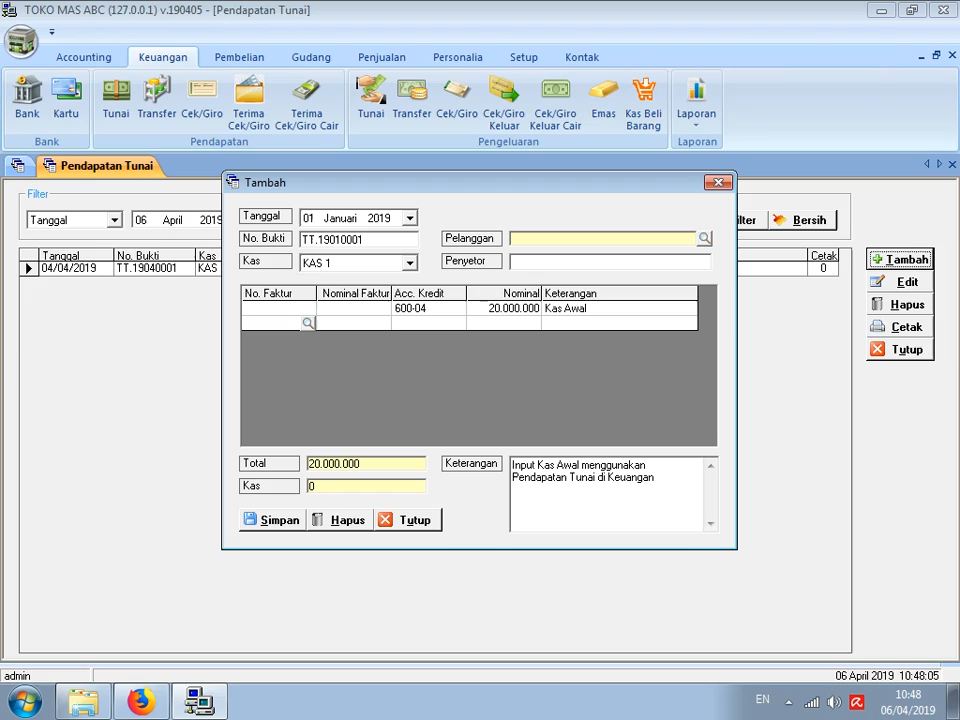 TOKO MAS ABC (127.0.0.1) v.190405 - [Pendapatan Tunai]
Accounting Keuangan Pembelian Gudang Penjualan Personalia Setup Kontak
Bank Kartu Tunai Transfer Cek/Giro Terima Cek/Giro Terima Cek/Giro Cair Tunai Transfer Cek/Giro Cek/Giro Keluar Cek/Giro Keluar Cair Emas Kas Beli Barang Laporan
Bank Pendapatan Pengeluaran Laporan
Pendapatan Tunai
Filter
Tanggal 06 April 2019 Bersih
Tanggal No. Bukti Kas Cetak
04/04/2019 TT.19040001 KAS 0
Tambah
Edit
Hapus
Cetak
Tutup
Tambah
Tanggal 01 Januari 2019
No. Bukti TT.19010001 Pelanggan
Kas KAS 1 Penyetor
No. Faktur Nominal Faktur Acc. Kredit Nominal Keterangan
600-04 20.000.000 Kas Awal
Total 20.000.000
Kas 0
Keterangan Input Kas Awal menggunakan
Pendapatan Tunai di Keuangan
Simpan Hapus Tutup
admin 06 April 2019 10:48:05
EN 10:48
06/04/2019